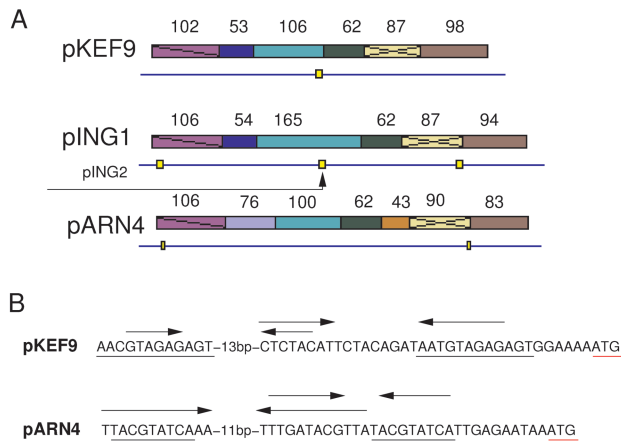 A
102 53 106 62 87 98
pKEF9
106 54 165 62 87 94
pING1
pING2
106 76 100 62 43 90 83
pARN4
B
pKEF9 AACGTAGAGAGT–13bp–CTCTACATTCTACAGATAATGTAGAGAGTGGAAAAATG
pARN4 TTACGTATCAAA–11bp–TTTGATACGTTATACGTATCATTGAGAATAAATG